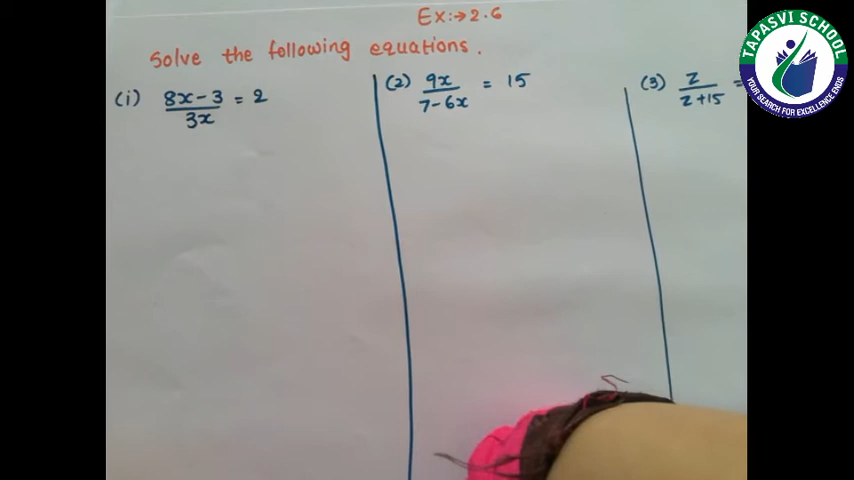 Ex:→ 2.6
Solve the following equations.
(i) 8x-3/3x = 2
(2) 9x/7-6x = 15
(3) z/z+15 =
TAPASVI SCHOOL
YOUR SEARCH FOR EXCELLENCE ENDS